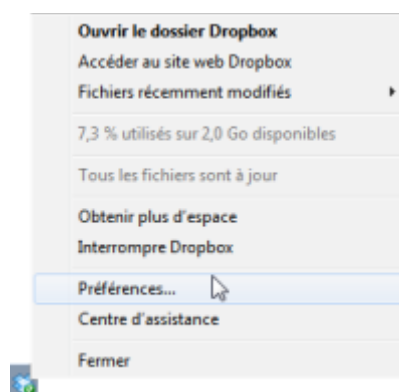 Ouvrir le dossier Dropbox
Accéder au site web Dropbox
Fichiers récemment modifiés
7,3 % utilisés sur 2,0 Go disponibles
Tous les fichiers sont à jour
Obtenir plus d'espace
Interrompre Dropbox
Préférences...
Centre d'assistance
Fermer